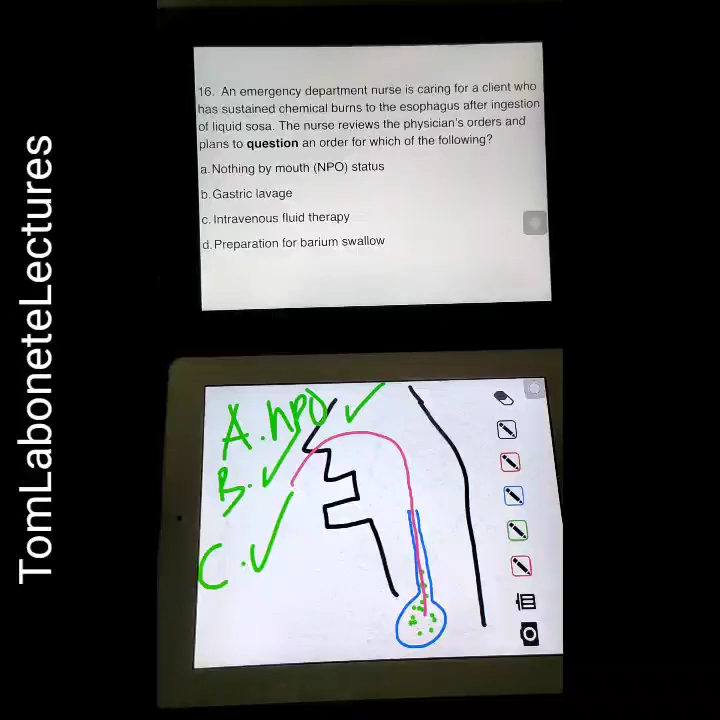 TomLaboneteLectures
16. An emergency department nurse is caring for a client who
has sustained chemical burns to the esophagus after ingestion
of liquid sosa. The nurse reviews the physician's orders and
plans to question an order for which of the following?
a. Nothing by mouth (NPO) status
b. Gastric lavage
c. Intravenous fluid therapy
d. Preparation for barium swallow
A. NPO ✓
B. ✓
C. ✓